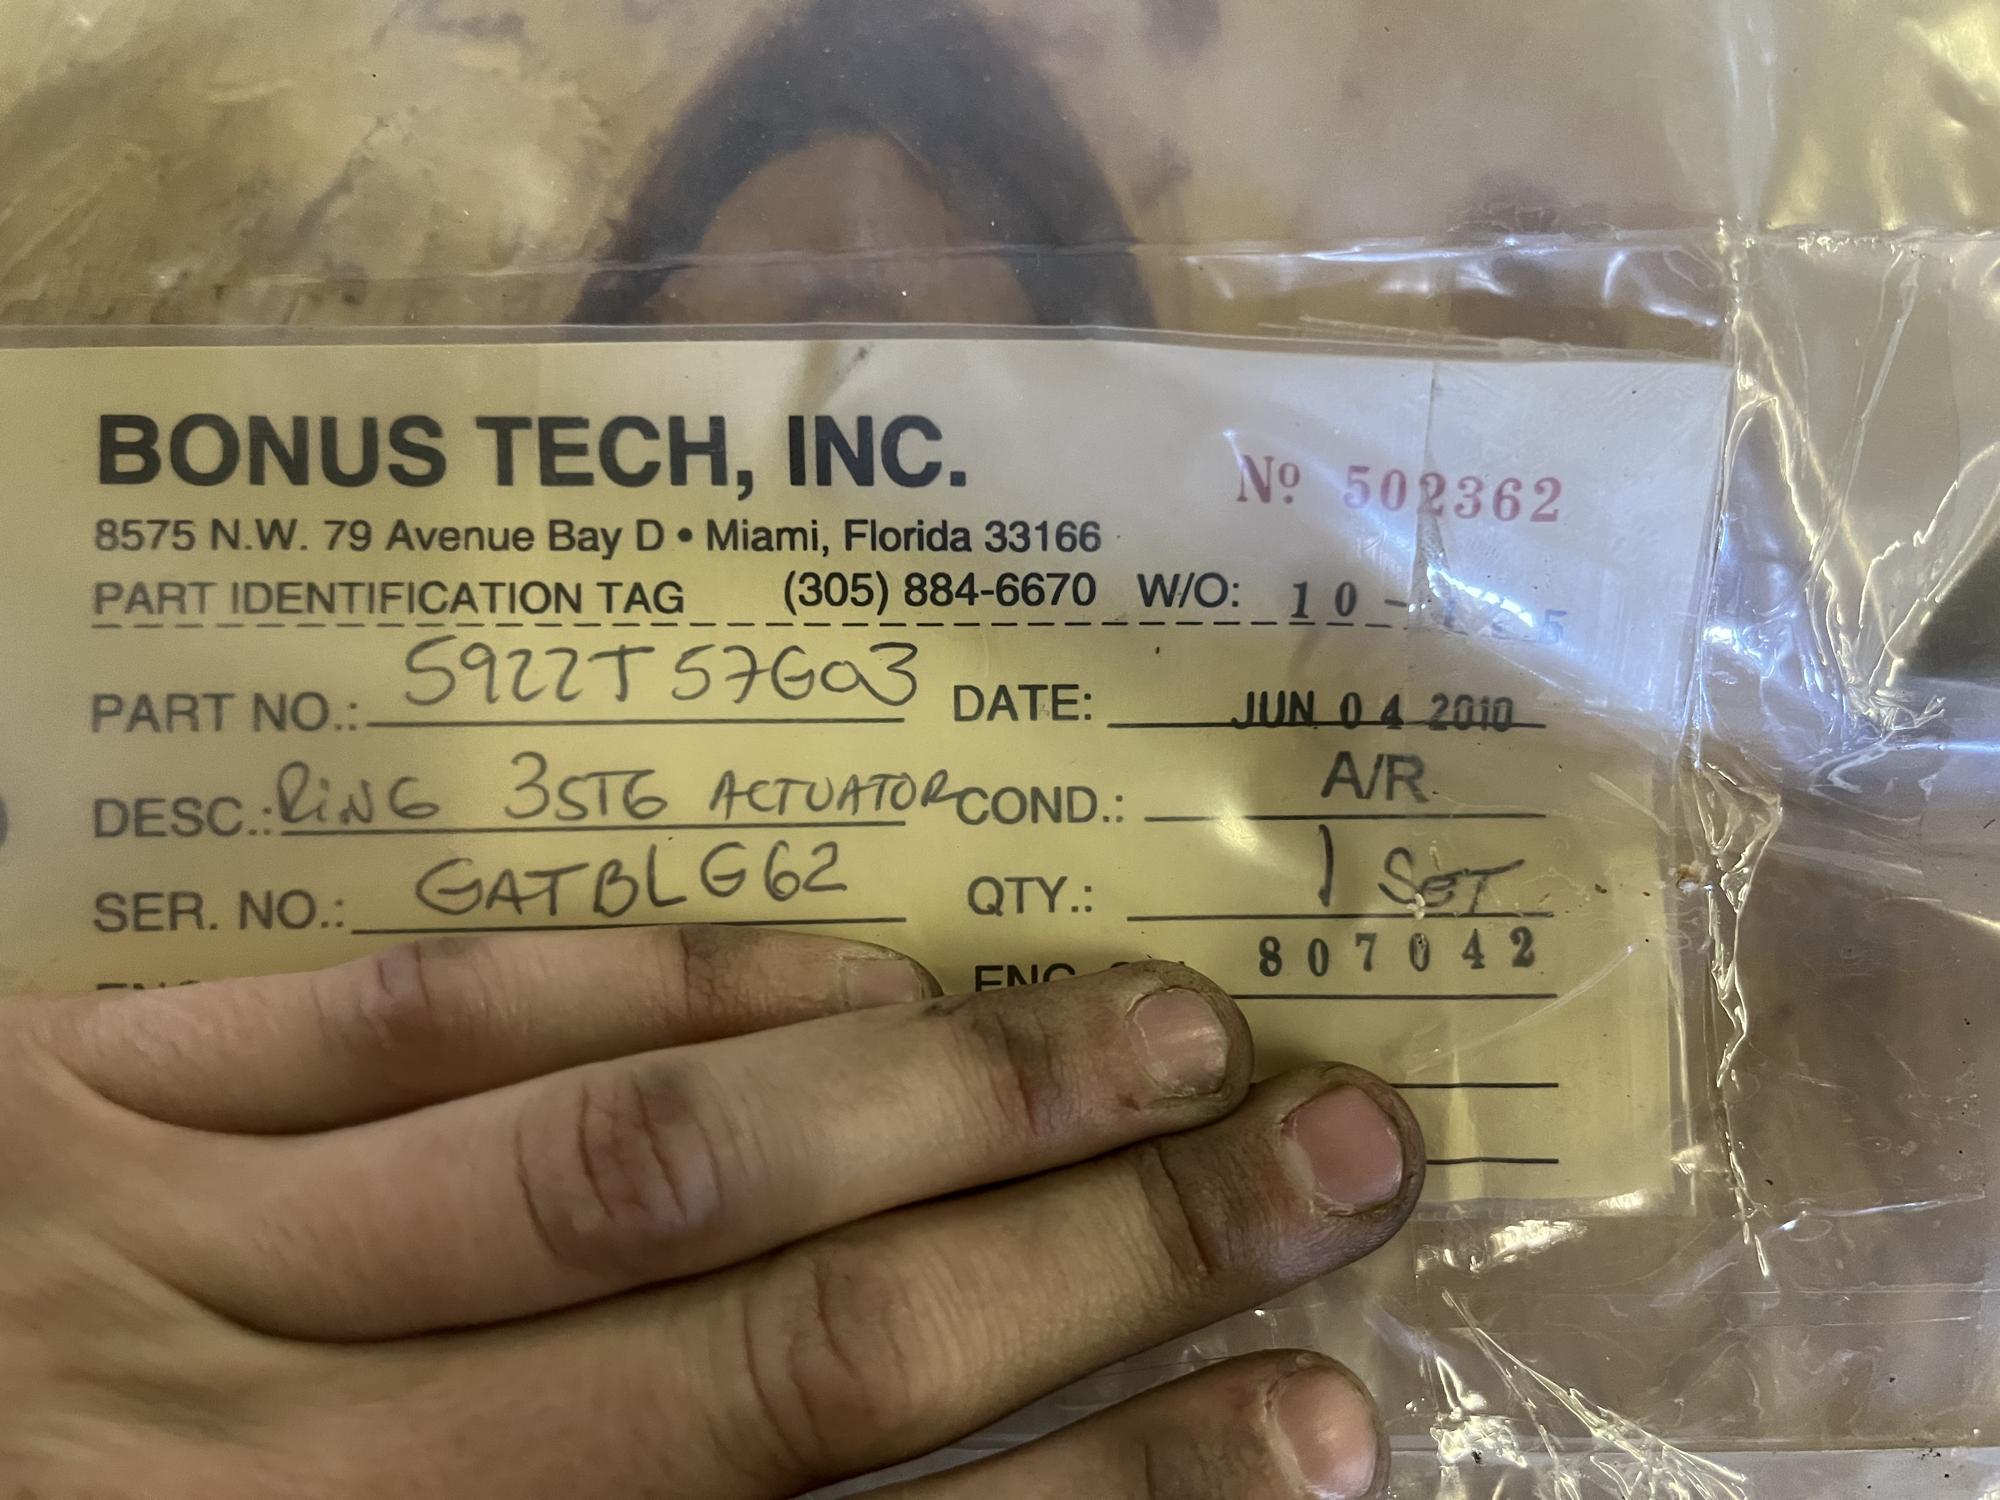 BONUS TECH, INC.
Nº 502362
8575 N.W. 79 Avenue Bay D • Miami, Florida 33166
PART IDENTIFICATION TAG (305) 884-6670 W/O: 10 -
PART NO.: 5922T57G03 DATE: JUN 04 2010
DESC.: RING 3STG ACTUATOR COND.: A/R
SER. NO.: GATBLG62 QTY.: 1 SET
807042